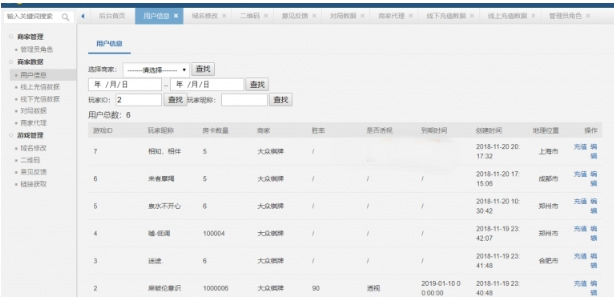 输入关键词搜索
后台首页 用户信息 × 域名修改 × 二维码 × 意见反馈 × 对局数据 × 商家代理 × 线下充值数据 × 线上充值数据 × 管理员角色 ×
商家管理
管理员角色
商家数据
用户信息
线上充值数据
线下充值数据
对局数据
商家代理
游戏管理
域名修改
二维码
意见反馈
链接获取
用户信息
选择商家: -------请选择------- 查找
年 /月/日 - 年 /月/日 查找
玩家ID: 2 查找 玩家昵称: 查找
用户总数: 6
游戏ID 玩家昵称 房卡数量 商家 胜率 是否透视 到期时间 创建时间 地理位置 操作
7 相知、相伴 5 大众棋牌 / / 2018-11-20 20:17:32 上海市 充值 编辑
6 5 大众棋牌 / / / 2018-11-20 17:15:06 成都市 充值 编辑
5 泉水不开心 6 大众棋牌 / / / 2018-11-20 10:30:42 郑州市 充值 编辑
4 嘘·低调 100004 大众棋牌 / / / 2018-11-19 23:42:07 郑州市 充值 编辑
3 迷途 6 大众棋牌 / / / 2018-11-19 23:41:48 合肥市 充值 编辑
2 1000006 大众棋牌 90 透视 2019-01-10 00:00:00 2018-11-19 23:40:48 充值 编辑